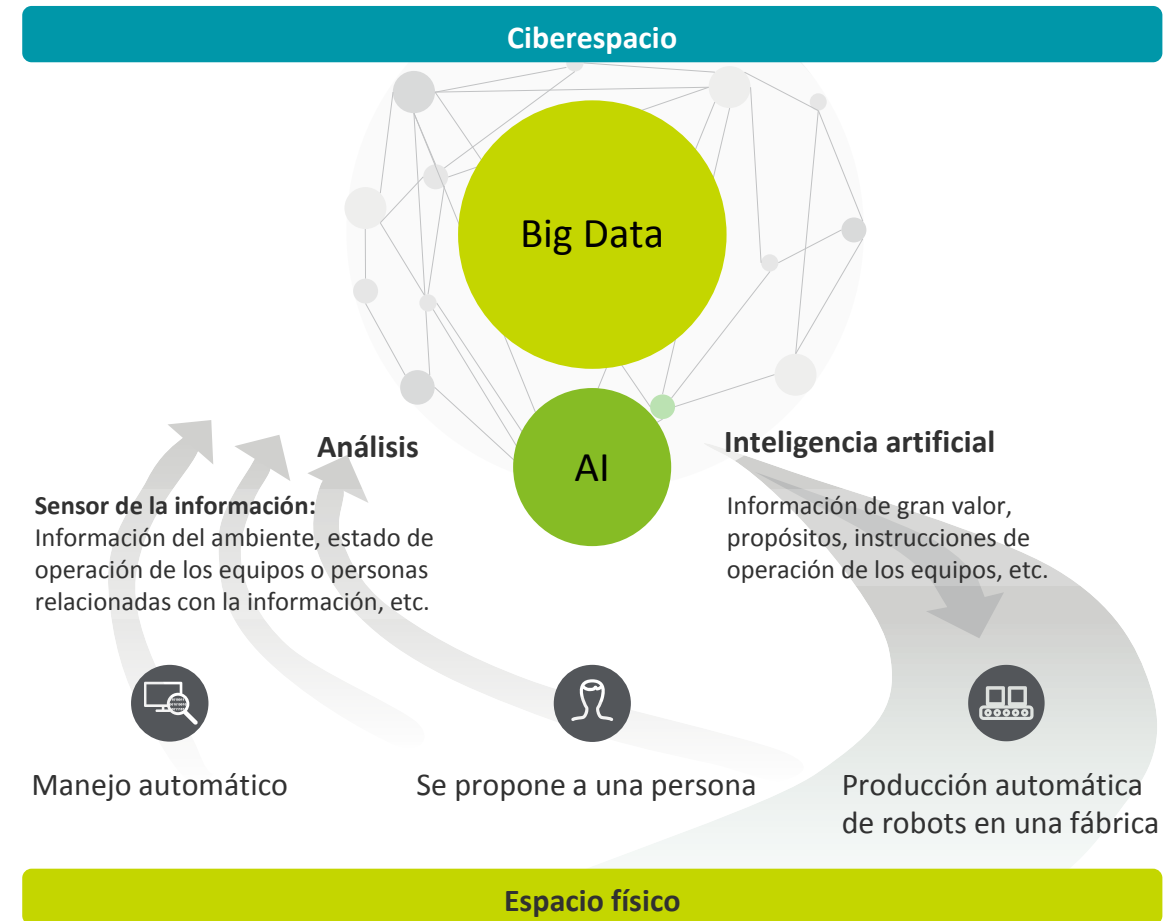 Ciberespacio
Big Data
AI
Análisis
Sensor de la información:
Información del ambiente, estado de
operación de los equipos o personas
relacionadas con la información, etc.
Inteligencia artificial
Información de gran valor,
propósitos, instrucciones de
operación de los equipos, etc.
Manejo automático
Se propone a una persona
Producción automática
de robots en una fábrica
Espacio físico